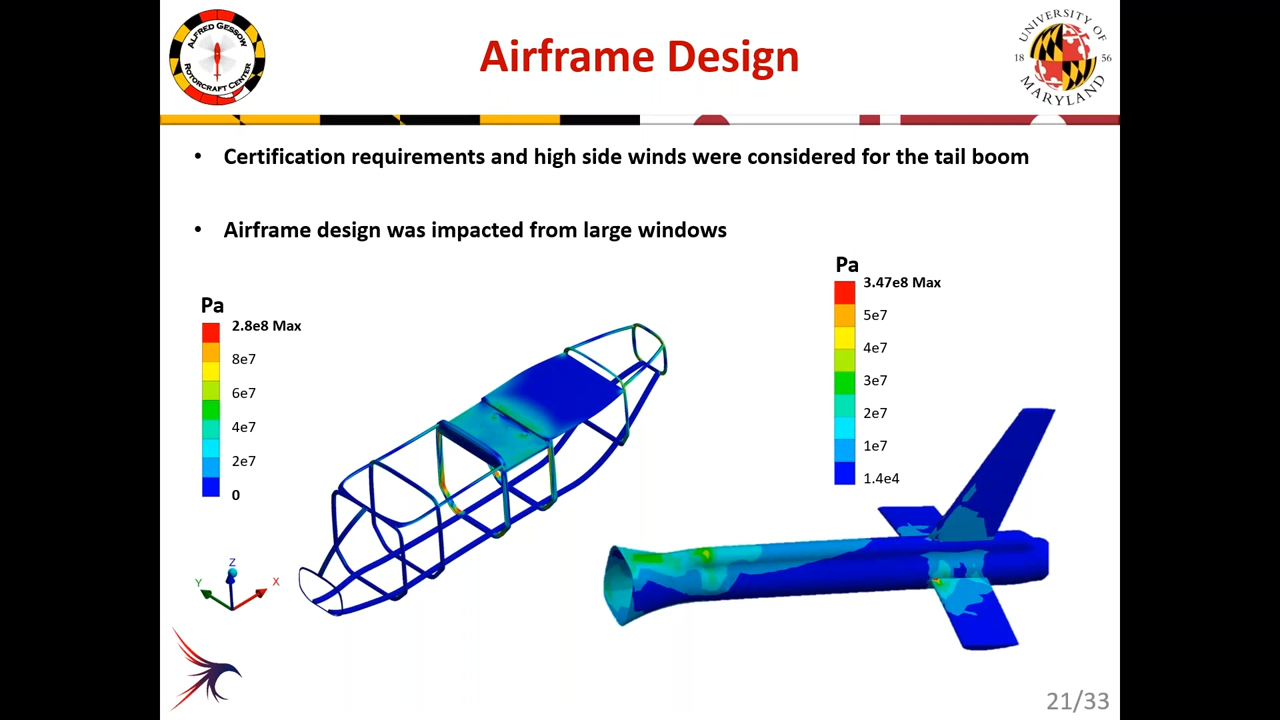 ALFRED GESSOW
ROTORCRAFT CENTER
Airframe Design
UNIVERSITY OF
18 56
MARYLAND
• Certification requirements and high side winds were considered for the tail boom
• Airframe design was impacted from large windows
Pa
2.8e8 Max
8e7
6e7
4e7
2e7
0
Pa
3.47e8 Max
5e7
4e7
3e7
2e7
1e7
1.4e4
Z
Y
X
21/33